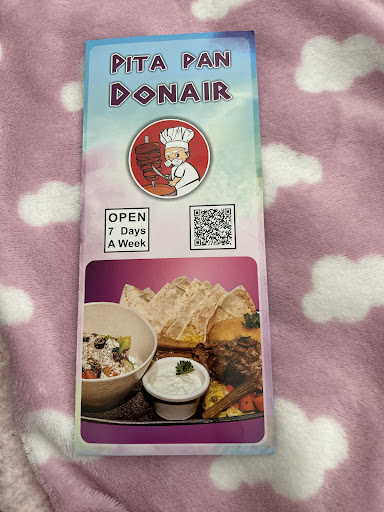 PITA PAN
DONAIR
OPEN
7 Days
A Week